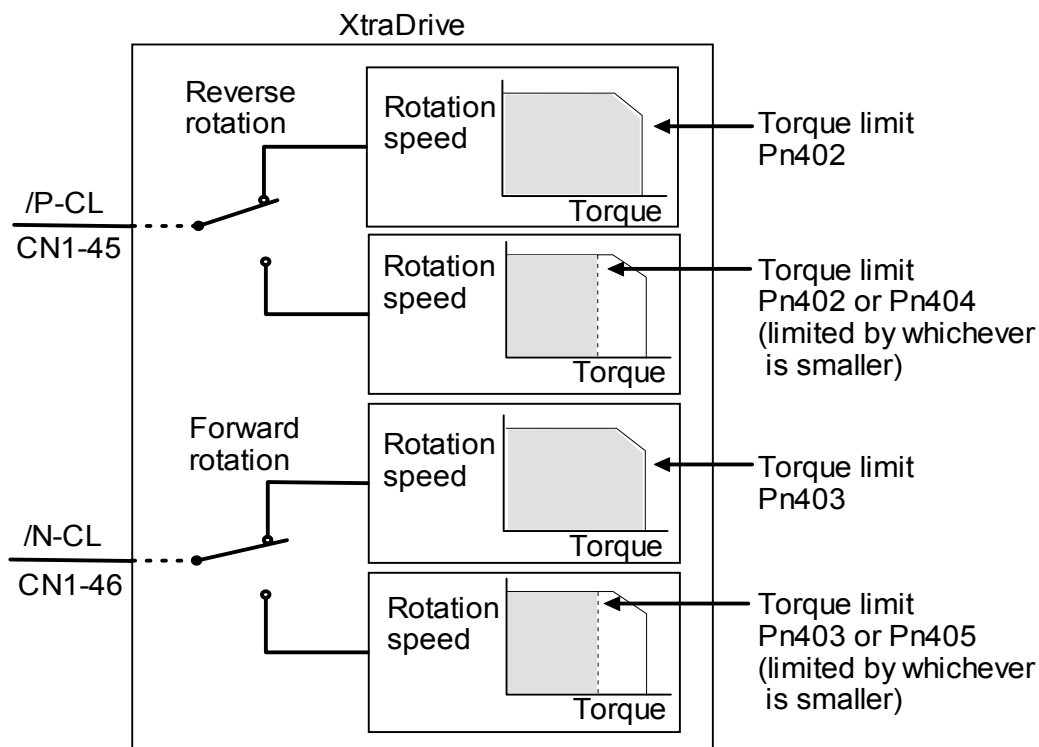 XtraDrive
Reverse
rotation
Rotation
speed
Torque
Torque limit
Pn402
/P-CL
CN1-45
Rotation
speed
Torque
Torque limit
Pn402 or Pn404
(limited by whichever
is smaller)
Forward
rotation
Rotation
speed
Torque
Torque limit
Pn403
/N-CL
CN1-46
Rotation
speed
Torque
Torque limit
Pn403 or Pn405
(limited by whichever
is smaller)